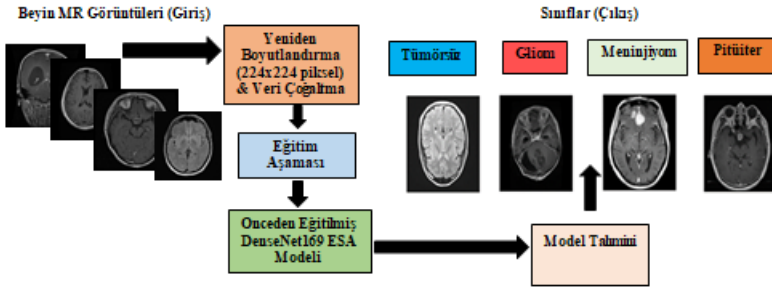 Beyin MR Görüntüleri (Giriş)
Yeniden
Boyutlandırma
(224x224 piksel)
& Veri Çoğaltma
Eğitim
Aşaması
Önceden Eğitilmiş
DenseNet169 ESA
Modeli
Sınıflar (Çıkış)
Tümörsüz
Gliom
Meninjiyom
Pitüiter
Model Tahmini